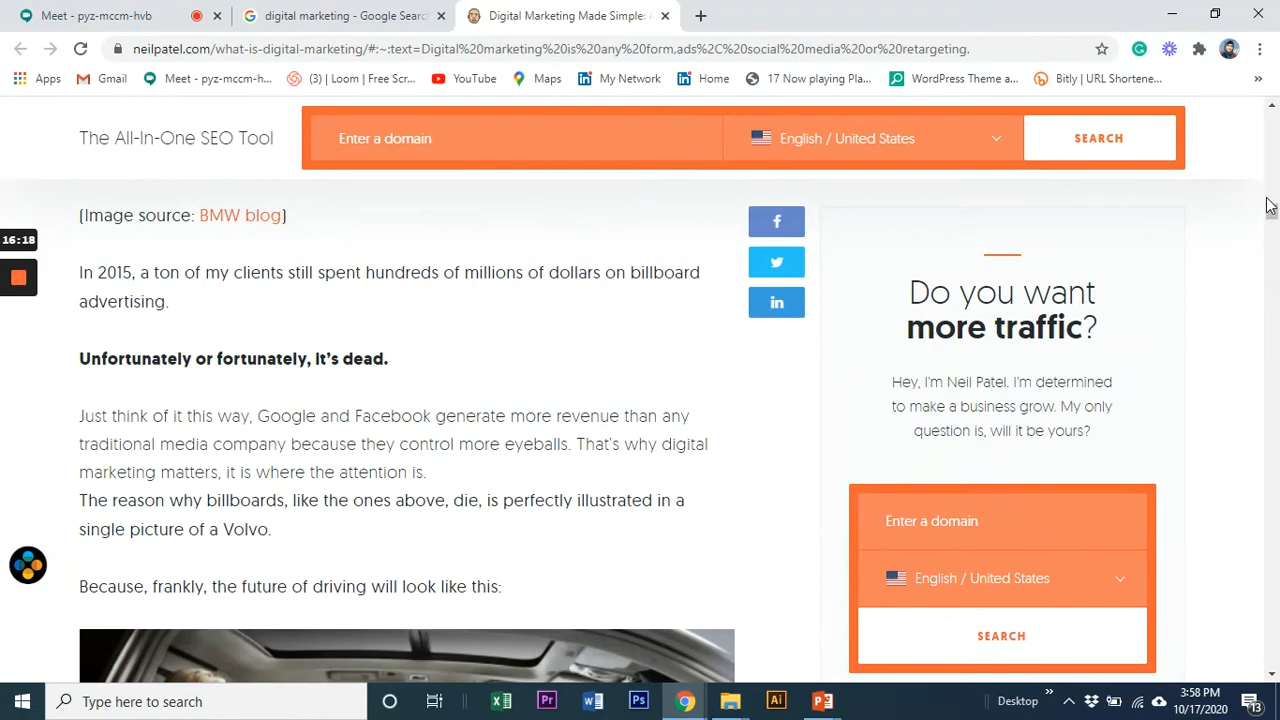 Meet - pyz-mccm-hvb
digital marketing - Google Searc
Digital Marketing Made Simple: A
neilpatel.com/what-is-digital-marketing/#:~:text=Digital%20marketing%20is%20any%20form,ads%2C%20social%20media%20or%20retargeting.
Apps
Gmail
Meet - pyz-mccm-h...
(3) | Loom | Free Scr...
YouTube
Maps
My Network
Home
17 Now playing Pla...
WordPress Theme a...
Bitly | URL Shortene...
»
The All-In-One SEO Tool
Enter a domain
English / United States
SEARCH
(Image source: BMW blog)
16:18
In 2015, a ton of my clients still spent hundreds of millions of dollars on billboard
advertising.
Unfortunately or fortunately, it's dead.
Just think of it this way, Google and Facebook generate more revenue than any
traditional media company because they control more eyeballs. That's why digital
marketing matters, it is where the attention is.
The reason why billboards, like the ones above, die, is perfectly illustrated in a
single picture of a Volvo.
Because, frankly, the future of driving will look like this:
f
in
Do you want
more traffic?
Hey, I'm Neil Patel. I'm determined
to make a business grow. My only
question is, will it be yours?
Enter a domain
English / United States
SEARCH
Type here to search
Pr
Ps
Ai
Desktop
»
3:58 PM
10/17/2020
13